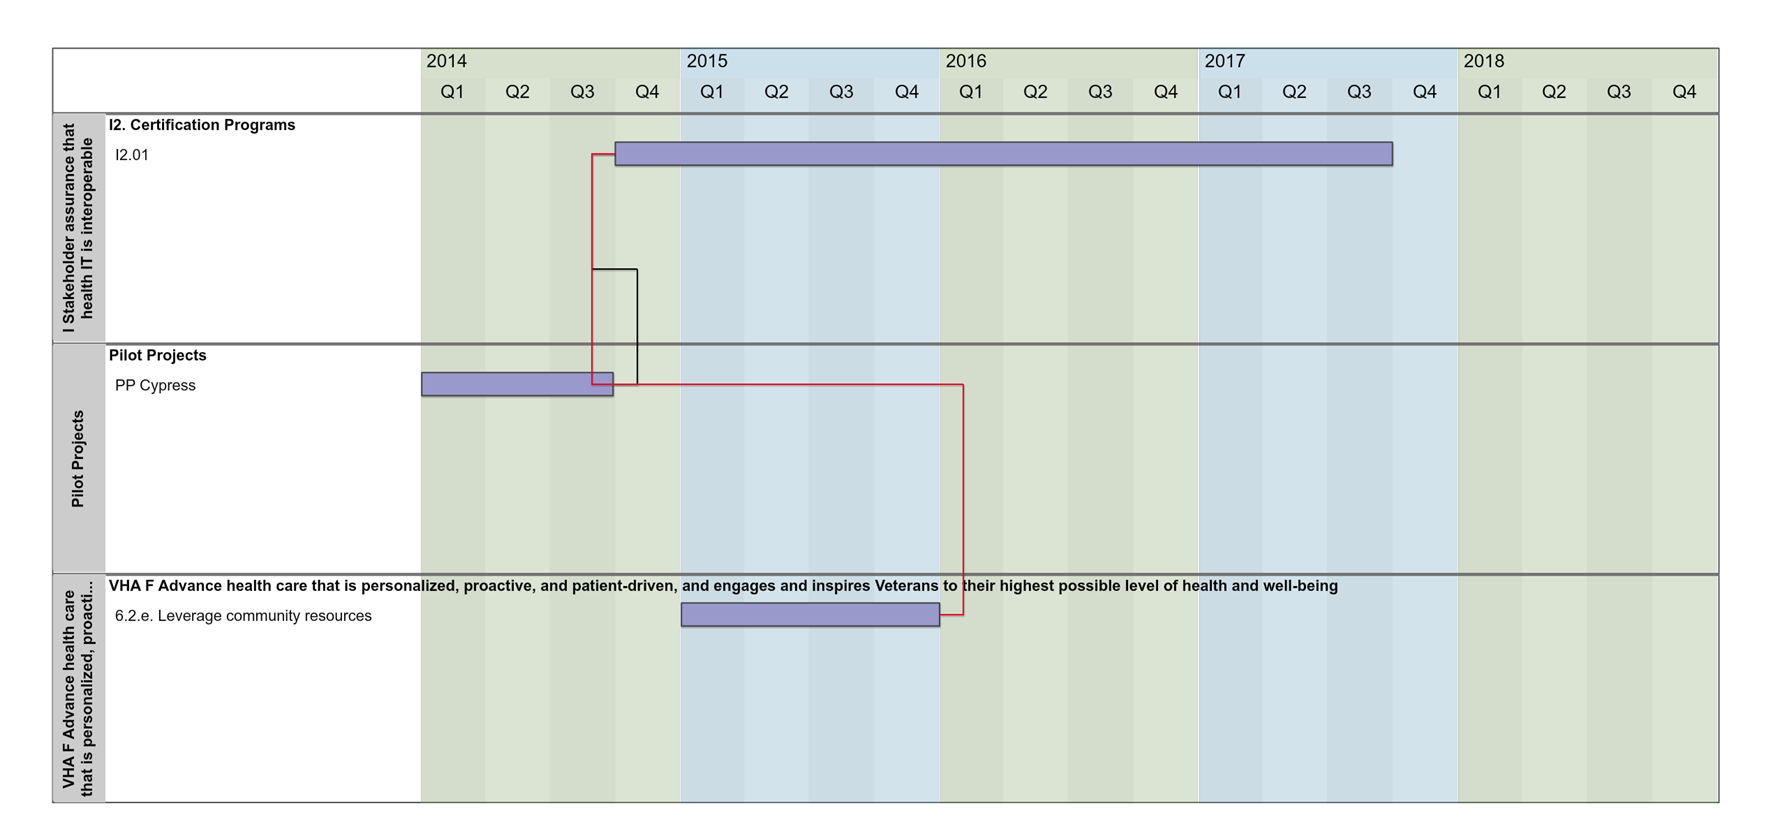 2014 2015 2016 2017 2018
Q1 Q2 Q3 Q4 Q1 Q2 Q3 Q4 Q1 Q2 Q3 Q4 Q1 Q2 Q3 Q4 Q1 Q2 Q3 Q4
I Stakeholder assurance that
health IT is interoperable
I2. Certification Programs
I2.01
Pilot Projects
Pilot Projects
PP Cypress
VHA F Advance health care
that is personalized, proacti...
VHA F Advance health care that is personalized, proactive, and patient-driven, and engages and inspires Veterans to their highest possible level of health and well-being
6.2.e. Leverage community resources